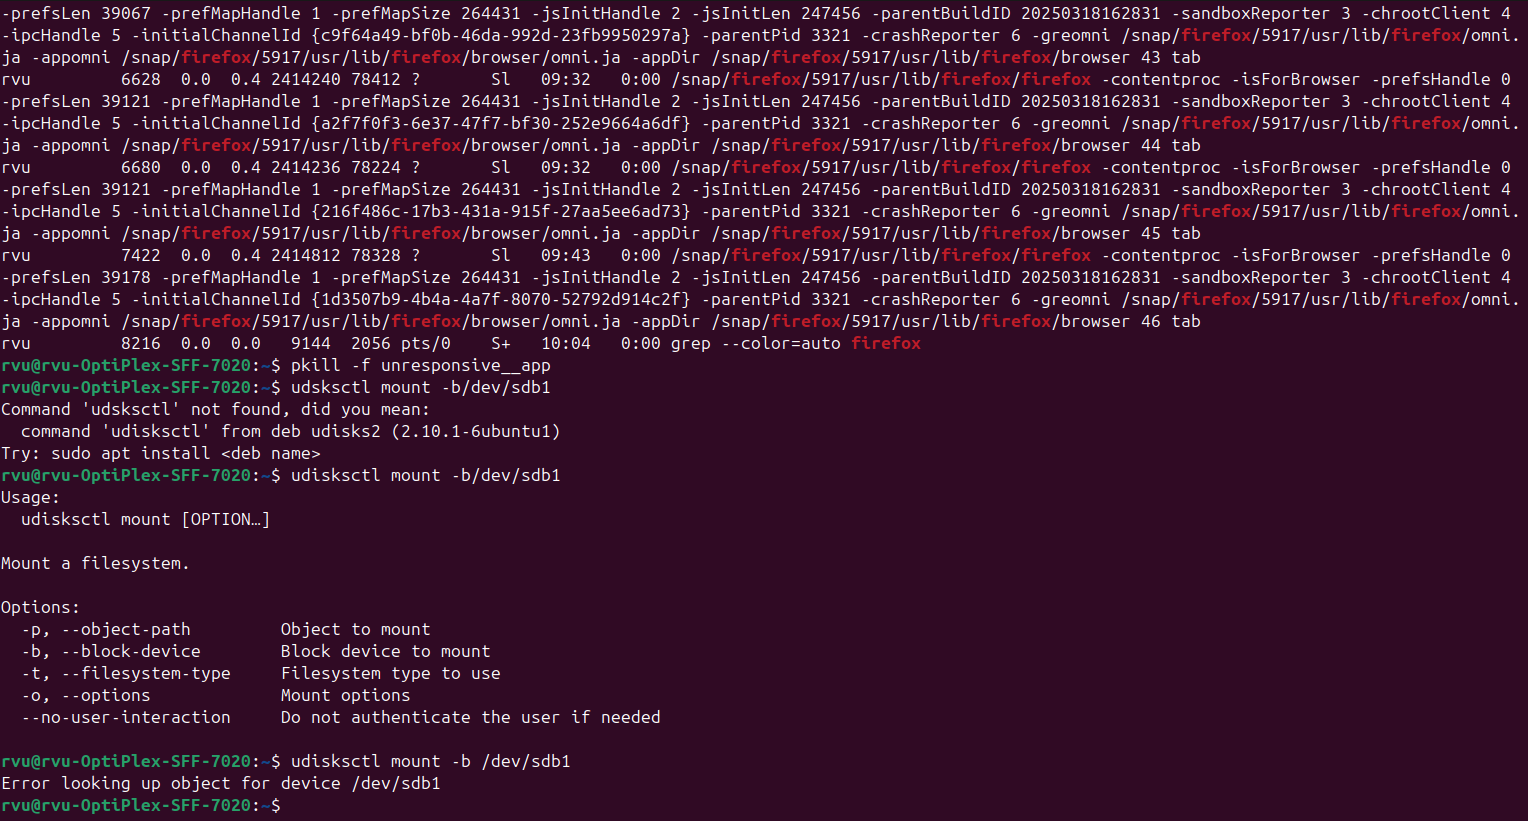 -prefsLen 39067 -prefMapHandle 1 -prefMapSize 264431 -jsInitHandle 2 -jsInitLen 247456 -parentBuildID 20250318162831 -sandboxReporter 3 -chrootClient 4
-ipcHandle 5 -initialChannelId {c9f64a49-bf0b-46da-992d-23fb9950297a} -parentPid 3321 -crashReporter 6 -greomni /snap/firefox/5917/usr/lib/firefox/omni.
ja -appomni /snap/firefox/5917/usr/lib/firefox/browser/omni.ja -appDir /snap/firefox/5917/usr/lib/firefox/browser 43 tab
rvu         6628  0.0  0.4 2414240 78412 ?       Sl   09:32   0:00 /snap/firefox/5917/usr/lib/firefox/firefox -contentproc -isForBrowser -prefsHandle 0
-prefsLen 39121 -prefMapHandle 1 -prefMapSize 264431 -jsInitHandle 2 -jsInitLen 247456 -parentBuildID 20250318162831 -sandboxReporter 3 -chrootClient 4
-ipcHandle 5 -initialChannelId {a2f7f0f3-6e37-47f7-bf30-252e9664a6df} -parentPid 3321 -crashReporter 6 -greomni /snap/firefox/5917/usr/lib/firefox/omni.
ja -appomni /snap/firefox/5917/usr/lib/firefox/browser/omni.ja -appDir /snap/firefox/5917/usr/lib/firefox/browser 44 tab
rvu         6680  0.0  0.4 2414236 78224 ?       Sl   09:32   0:00 /snap/firefox/5917/usr/lib/firefox/firefox -contentproc -isForBrowser -prefsHandle 0
-prefsLen 39121 -prefMapHandle 1 -prefMapSize 264431 -jsInitHandle 2 -jsInitLen 247456 -parentBuildID 20250318162831 -sandboxReporter 3 -chrootClient 4
-ipcHandle 5 -initialChannelId {216f486c-17b3-431a-915f-27aa5ee6ad73} -parentPid 3321 -crashReporter 6 -greomni /snap/firefox/5917/usr/lib/firefox/omni.
ja -appomni /snap/firefox/5917/usr/lib/firefox/browser/omni.ja -appDir /snap/firefox/5917/usr/lib/firefox/browser 45 tab
rvu         7422  0.0  0.4 2414812 78328 ?       Sl   09:43   0:00 /snap/firefox/5917/usr/lib/firefox/firefox -contentproc -isForBrowser -prefsHandle 0
-prefsLen 39178 -prefMapHandle 1 -prefMapSize 264431 -jsInitHandle 2 -jsInitLen 247456 -parentBuildID 20250318162831 -sandboxReporter 3 -chrootClient 4
-ipcHandle 5 -initialChannelId {1d3507b9-4b4a-4a7f-8070-52792d914c2f} -parentPid 3321 -crashReporter 6 -greomni /snap/firefox/5917/usr/lib/firefox/omni.
ja -appomni /snap/firefox/5917/usr/lib/firefox/browser/omni.ja -appDir /snap/firefox/5917/usr/lib/firefox/browser 46 tab
rvu         8216  0.0  0.0   9144  2056 pts/0    S+   10:04   0:00 grep --color=auto firefox
rvu@rvu-OptiPlex-SFF-7020:~$ pkill -f unresponsive__app
rvu@rvu-OptiPlex-SFF-7020:~$ udsksctl mount -b/dev/sdb1
Command 'udsksctl' not found, did you mean:
  command 'udisksctl' from deb udisks2 (2.10.1-6ubuntu1)
Try: sudo apt install <deb name>
rvu@rvu-OptiPlex-SFF-7020:~$ udisksctl mount -b/dev/sdb1
Usage:
  udisksctl mount [OPTION…]
Mount a filesystem.
Options:
  -p, --object-path         Object to mount
  -b, --block-device        Block device to mount
  -t, --filesystem-type     Filesystem type to use
  -o, --options             Mount options
  --no-user-interaction     Do not authenticate the user if needed
rvu@rvu-OptiPlex-SFF-7020:~$ udisksctl mount -b /dev/sdb1
Error looking up object for device /dev/sdb1
rvu@rvu-OptiPlex-SFF-7020:~$